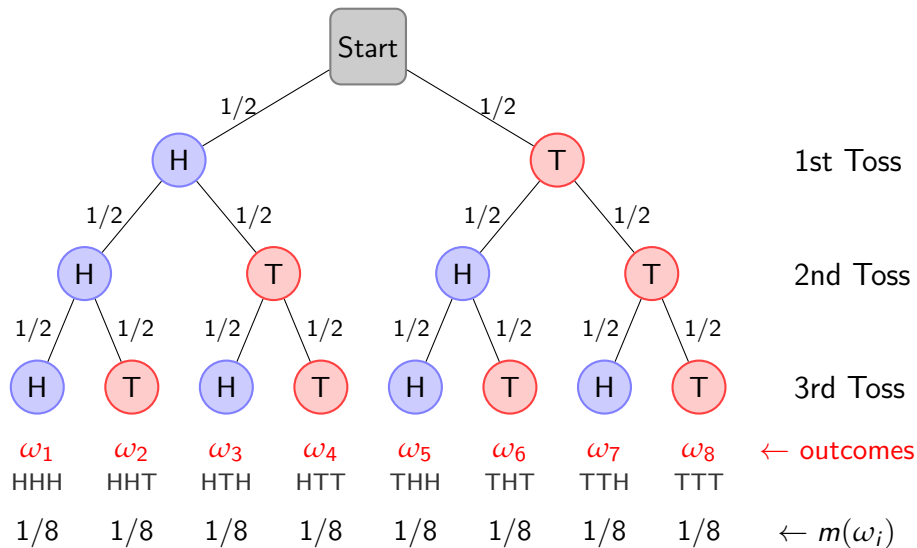 Start
1/2 1/2
H T 1st Toss
1/2 1/2 1/2 1/2
H T H T 2nd Toss
1/2 1/2 1/2 1/2 1/2 1/2 1/2 1/2
H T H T H T H T 3rd Toss
ω₁ ω₂ ω₃ ω₄ ω₅ ω₆ ω₇ ω₈ ← outcomes
HHH HHT HTH HTT THH THT TTH TTT
1/8 1/8 1/8 1/8 1/8 1/8 1/8 1/8 ← m(ωᵢ)